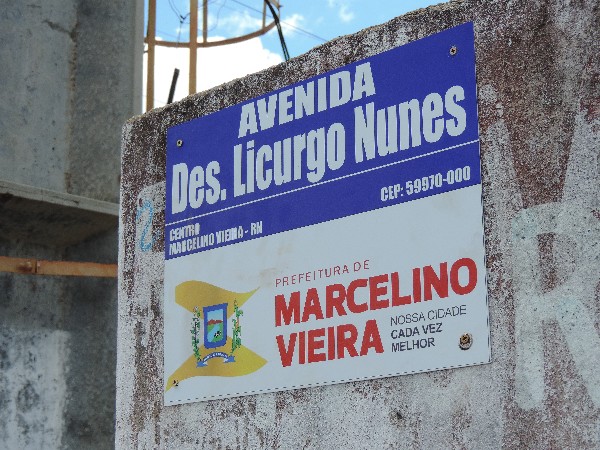 AVENIDA
Des. Licurgo Nunes
CENTRO
MARCELINO VIEIRA - RN
CEP: 59970-000
PREFEITURA DE
MARCELINO
VIEIRA
NOSSA CIDADE
CADA VEZ
MELHOR